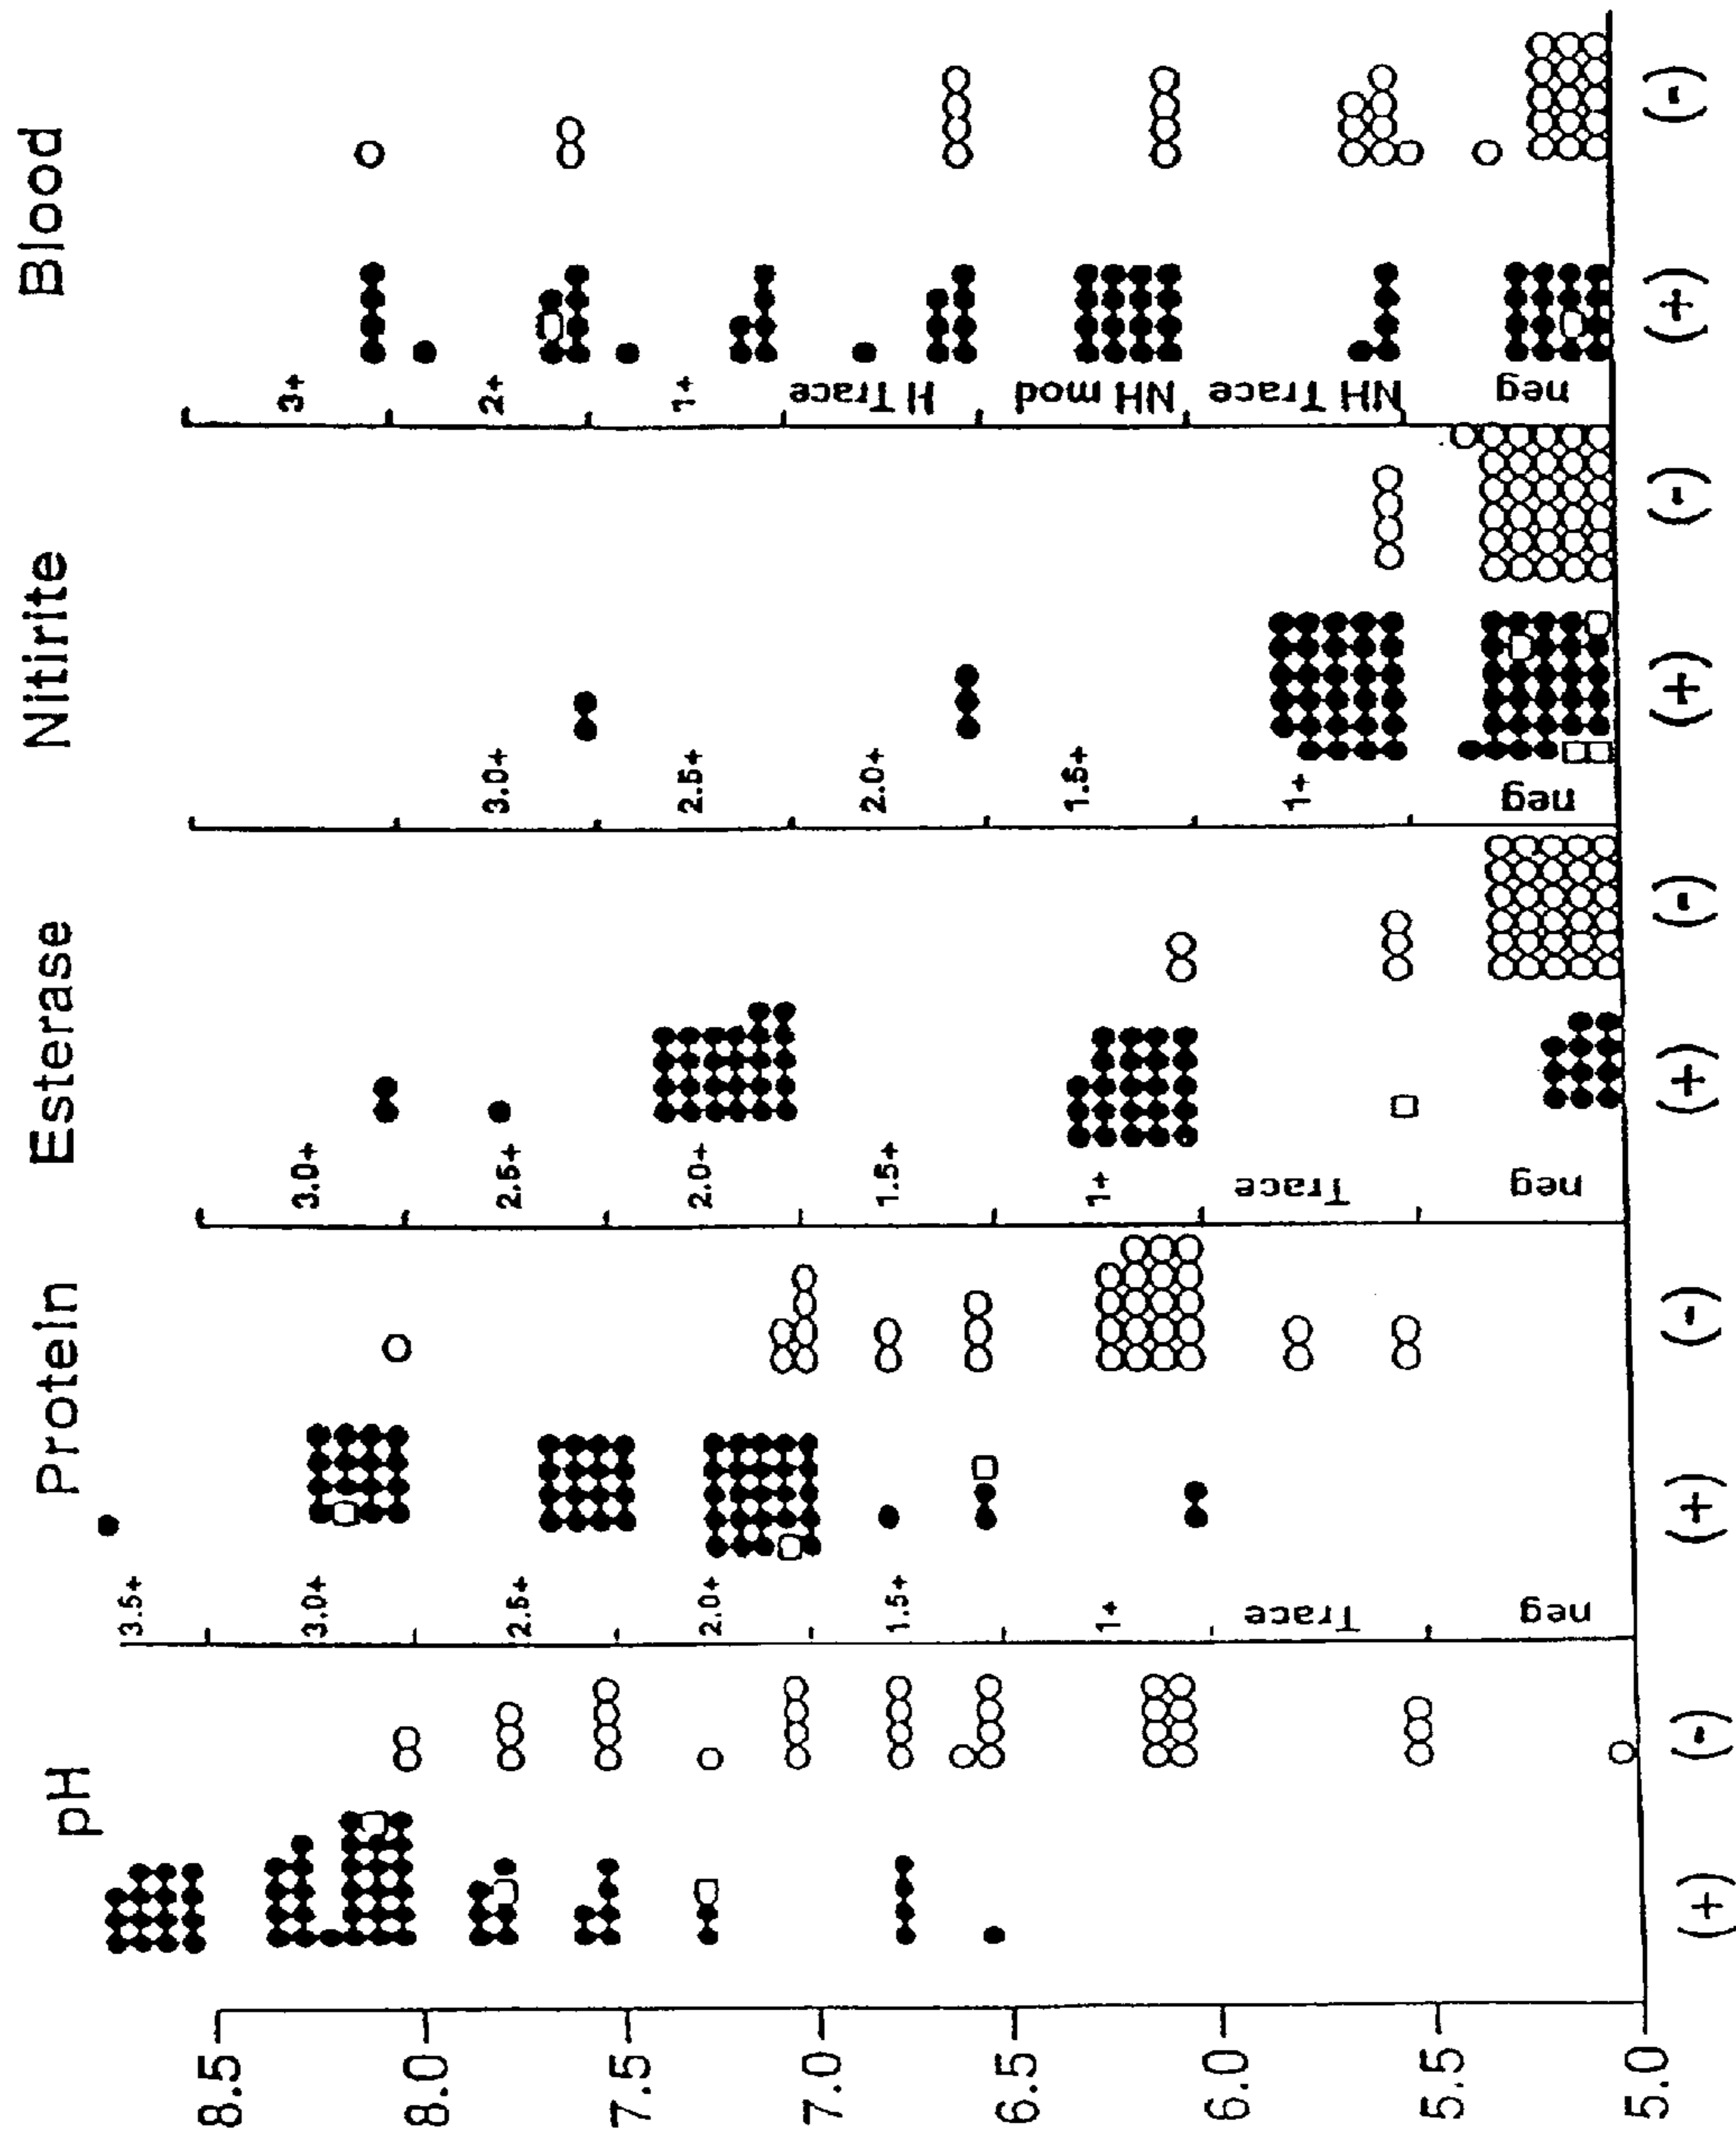 pH
Protein
Esterase
Nitirite
Blood
8.5
8.0
7.5
7.0
6.5
6.0
5.5
5.0
3.5+
3.0+
2.5+
2.0+
1.5+
1+
Trace
neg
3.0+
2.5+
2.0+
1.5+
1+
Trace
neg
3.0+
2.5+
2.0+
1.5+
1+
neg
3+
2+
1+
H Trace
NH mod
NH Trace
neg
(+) (-) (+) (-) (+) (-) (+) (-) (+) (-)